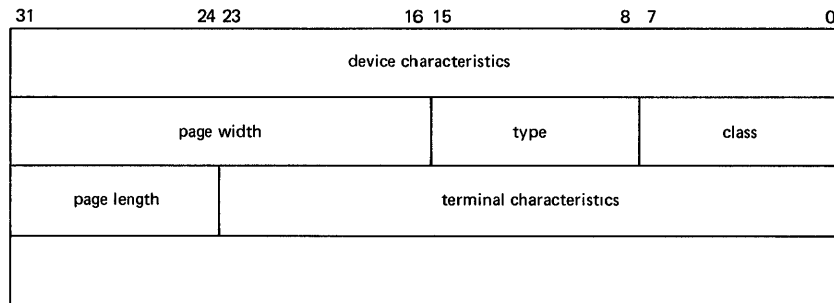 31 24 23 16 15 8 7 0
device characteristics
page width type class
page length terminal characteristics